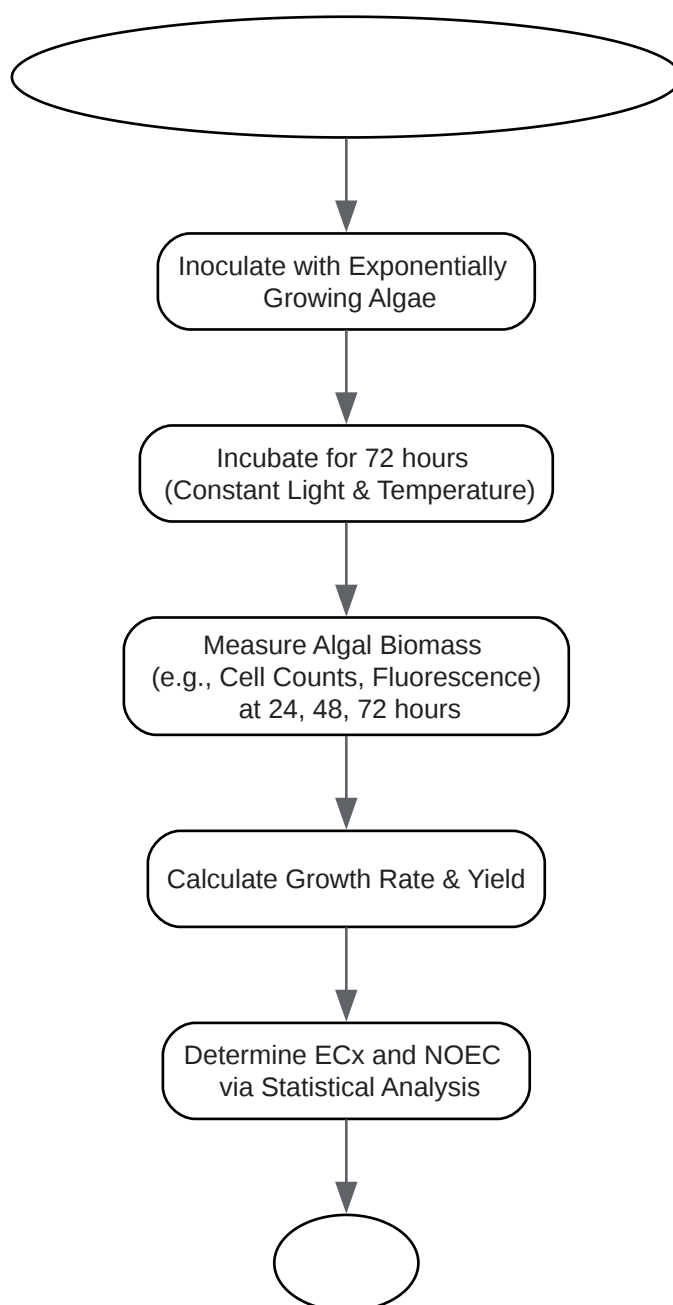 Inoculate with Exponentially
Growing Algae
Incubate for 72 hours
(Constant Light & Temperature)
Measure Algal Biomass
(e.g., Cell Counts, Fluorescence)
at 24, 48, 72 hours
Calculate Growth Rate & Yield
Determine ECx and NOEC
via Statistical Analysis